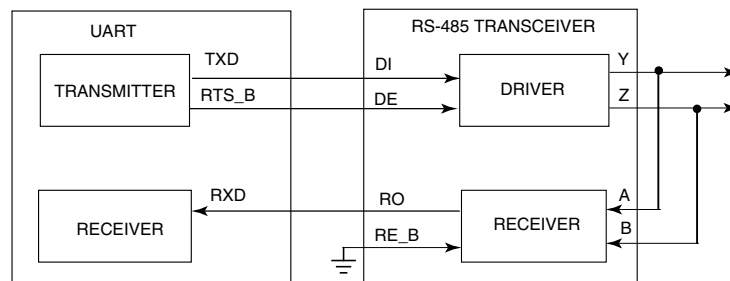 UART
RS-485 TRANSCEIVER
TXD
DI
Y
TRANSMITTER
DRIVER
RTS_B
DE
Z
RXD
RO
A
RECEIVER
RECEIVER
RE_B
B